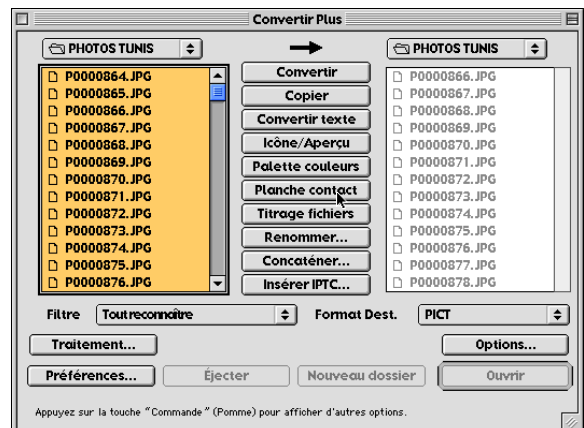 Convertir Plus
PHOTOS TUNIS
PHOTOS TUNIS
P0000864.JPG
P0000865.JPG
P0000866.JPG
P0000867.JPG
P0000868.JPG
P0000869.JPG
P0000870.JPG
P0000871.JPG
P0000872.JPG
P0000873.JPG
P0000874.JPG
P0000875.JPG
P0000876.JPG
Convertir
Copier
Convertir texte
Icône/Aperçu
Palette couleurs
Planche contact
Titrage fichiers
Renommer...
Concaténer...
Insérer IPTC...
P0000866.JPG
P0000867.JPG
P0000868.JPG
P0000869.JPG
P0000870.JPG
P0000871.JPG
P0000872.JPG
P0000873.JPG
P0000874.JPG
P0000875.JPG
P0000876.JPG
P0000877.JPG
P0000878.JPG
Filtre Tout reconnaître Format Dest. PICT
Traitement... Options...
Préférences... Éjecter Nouveau dossier Ouvrir
Appuyez sur la touche "Commande" (Pomme) pour afficher d'autres options.